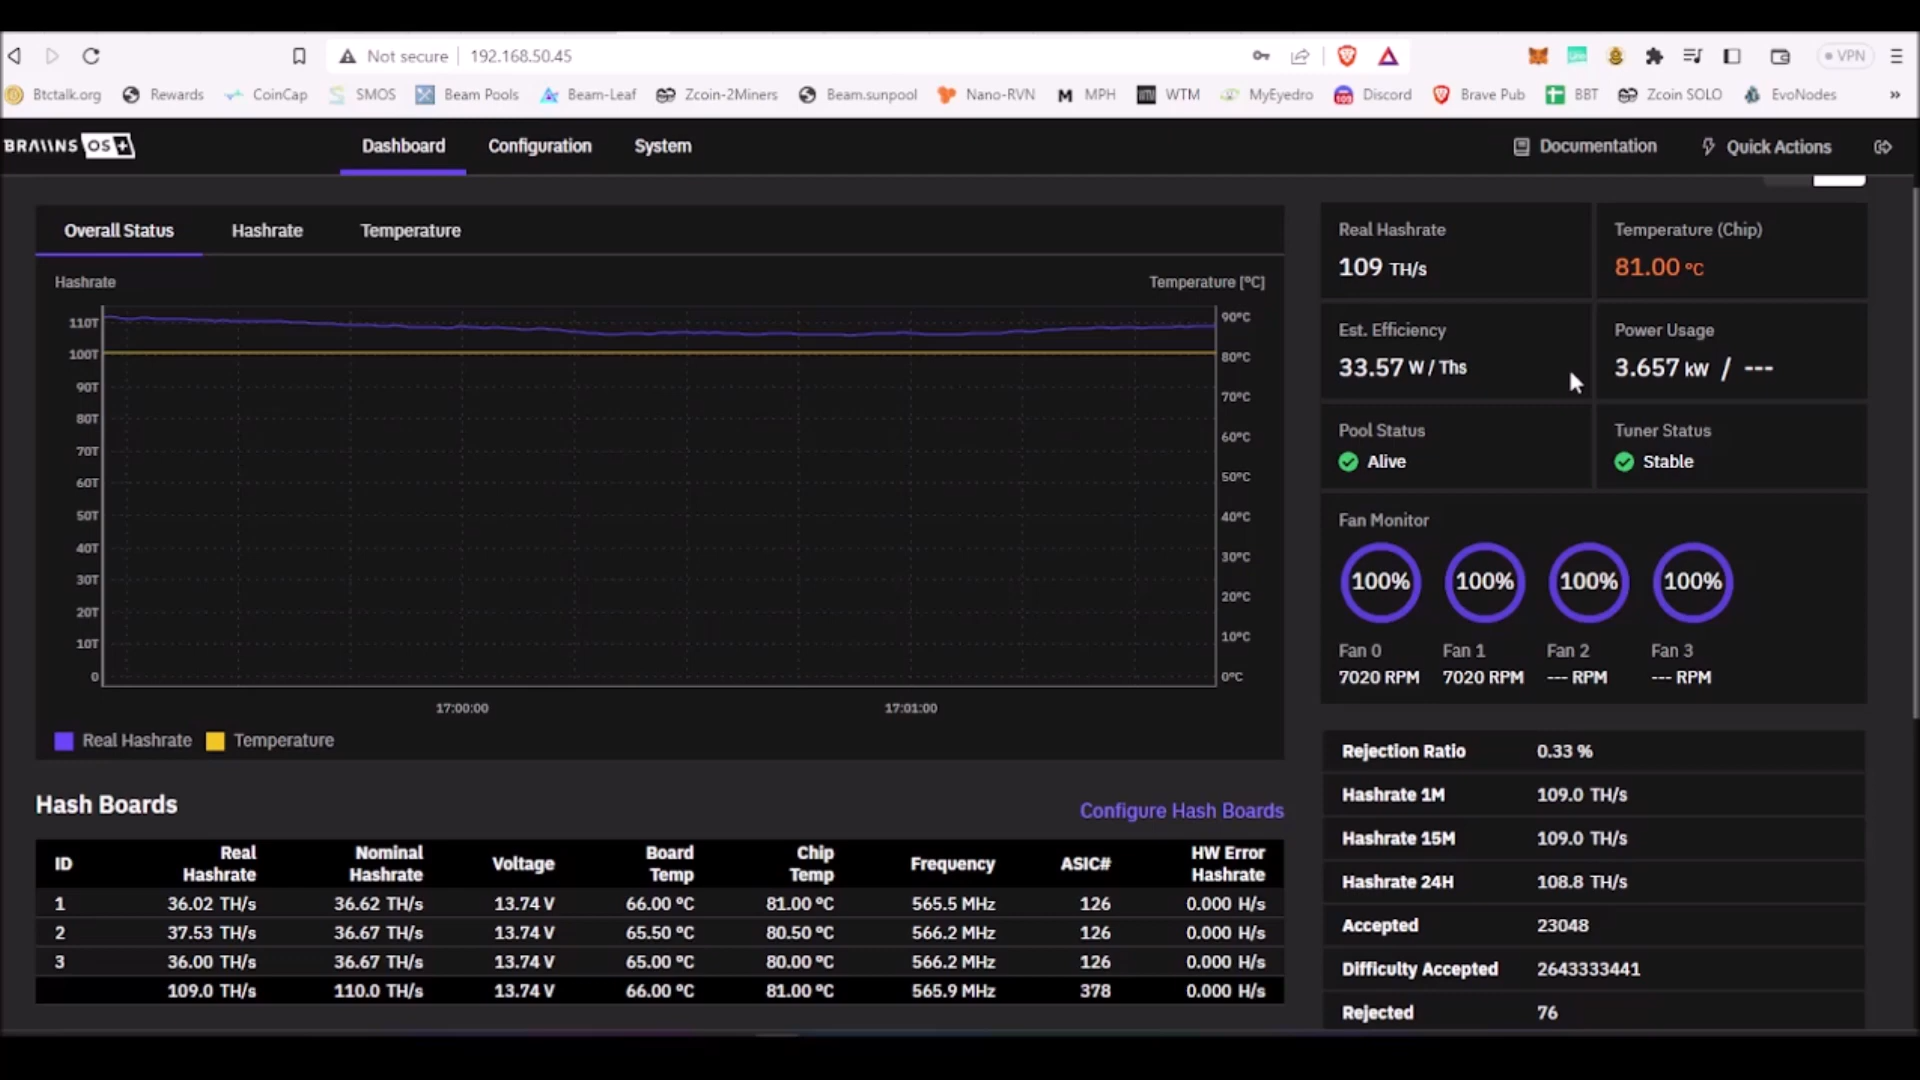 Not secure 192.168.50.45 VPN
Btctalk.org Rewards CoinCap SMOS Beam Pools Beam-Leaf Zcoin-2Miners Beam.sunpool Nano-RVN MPH WTM MyEyedro Discord Brave Pub BBT Zcoin SOLO EvoNodes »
BRAIINS OS+ Dashboard Configuration System Documentation Quick Actions
Overall Status Hashrate Temperature
Hashrate Temperature [°C]
110T
100T
90T
80T
70T
60T
50T
40T
30T
20T
10T
0
90°C
80°C
70°C
60°C
50°C
40°C
30°C
20°C
10°C
0°C
17:00:00 17:01:00
Real Hashrate Temperature
Real Hashrate
109 TH/s
Temperature (Chip)
81.00 °C
Est. Efficiency
33.57 W / Ths
Power Usage
3.657 kW / ---
Pool Status
Alive
Tuner Status
Stable
Fan Monitor
100% 100% 100% 100%
Fan 0 Fan 1 Fan 2 Fan 3
7020 RPM 7020 RPM --- RPM --- RPM
Hash Boards Configure Hash Boards
ID Real Hashrate Nominal Hashrate Voltage Board Temp Chip Temp Frequency ASIC# HW Error Hashrate
1 36.02 TH/s 36.62 TH/s 13.74 V 66.00 °C 81.00 °C 565.5 MHz 126 0.000 H/s
2 37.53 TH/s 36.67 TH/s 13.74 V 65.50 °C 80.50 °C 566.2 MHz 126 0.000 H/s
3 36.00 TH/s 36.67 TH/s 13.74 V 65.00 °C 80.00 °C 566.2 MHz 126 0.000 H/s
109.0 TH/s 110.0 TH/s 13.74 V 66.00 °C 81.00 °C 565.9 MHz 378 0.000 H/s
Rejection Ratio 0.33 %
Hashrate 1M 109.0 TH/s
Hashrate 15M 109.0 TH/s
Hashrate 24H 108.8 TH/s
Accepted 23048
Difficulty Accepted 2643333441
Rejected 76